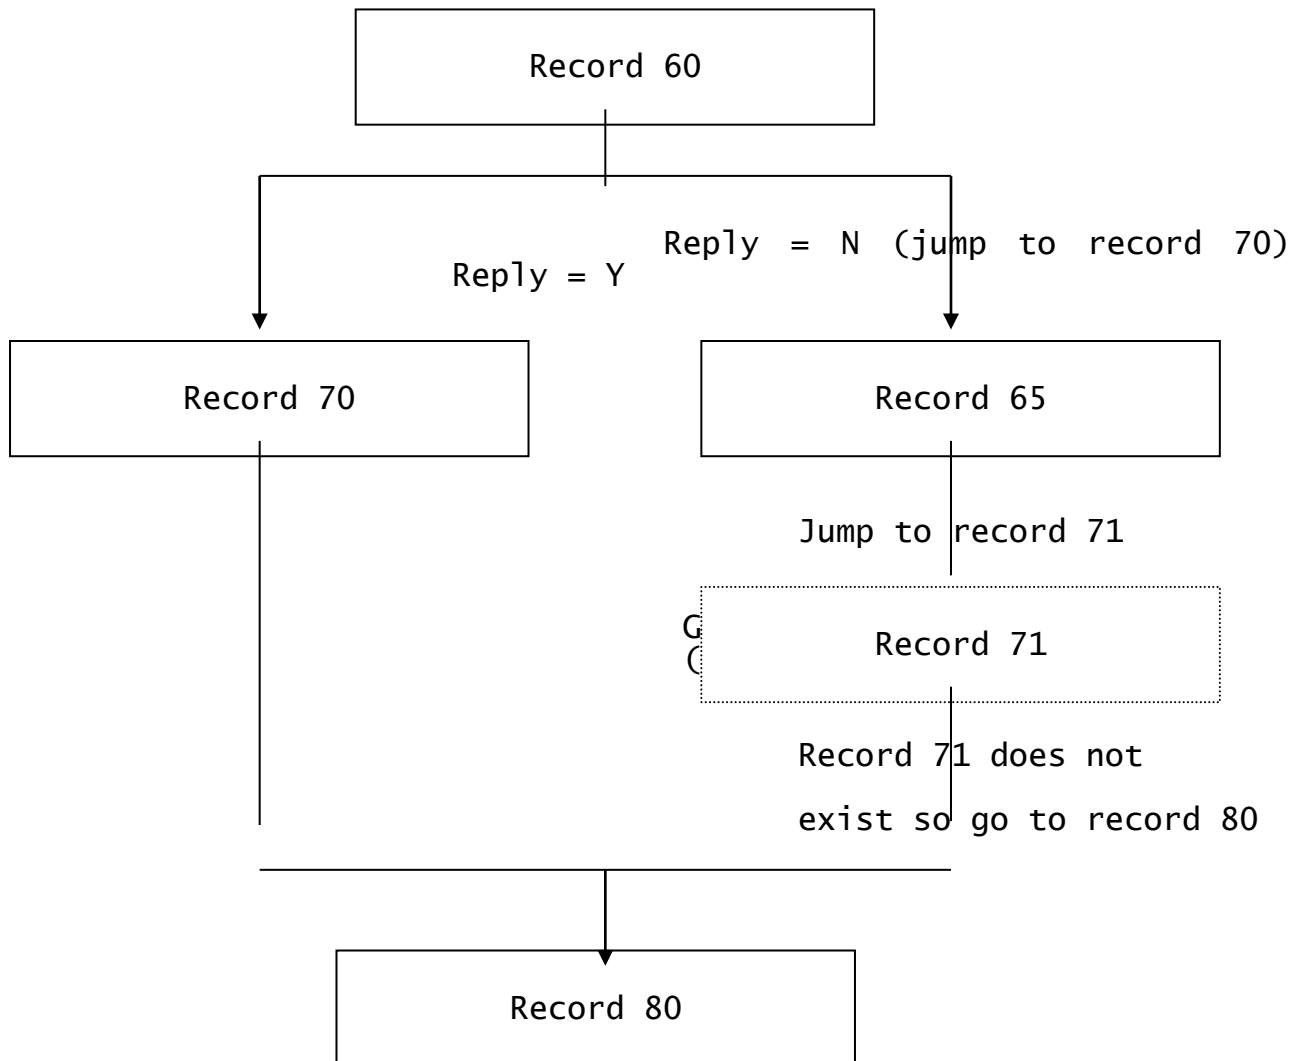 Record 60
Reply = N (jump to record 70)
Reply = Y
Record 70
Record 65
Jump to record 71
G
(
Record 71
Record 71 does not
exist so go to record 80
Record 80